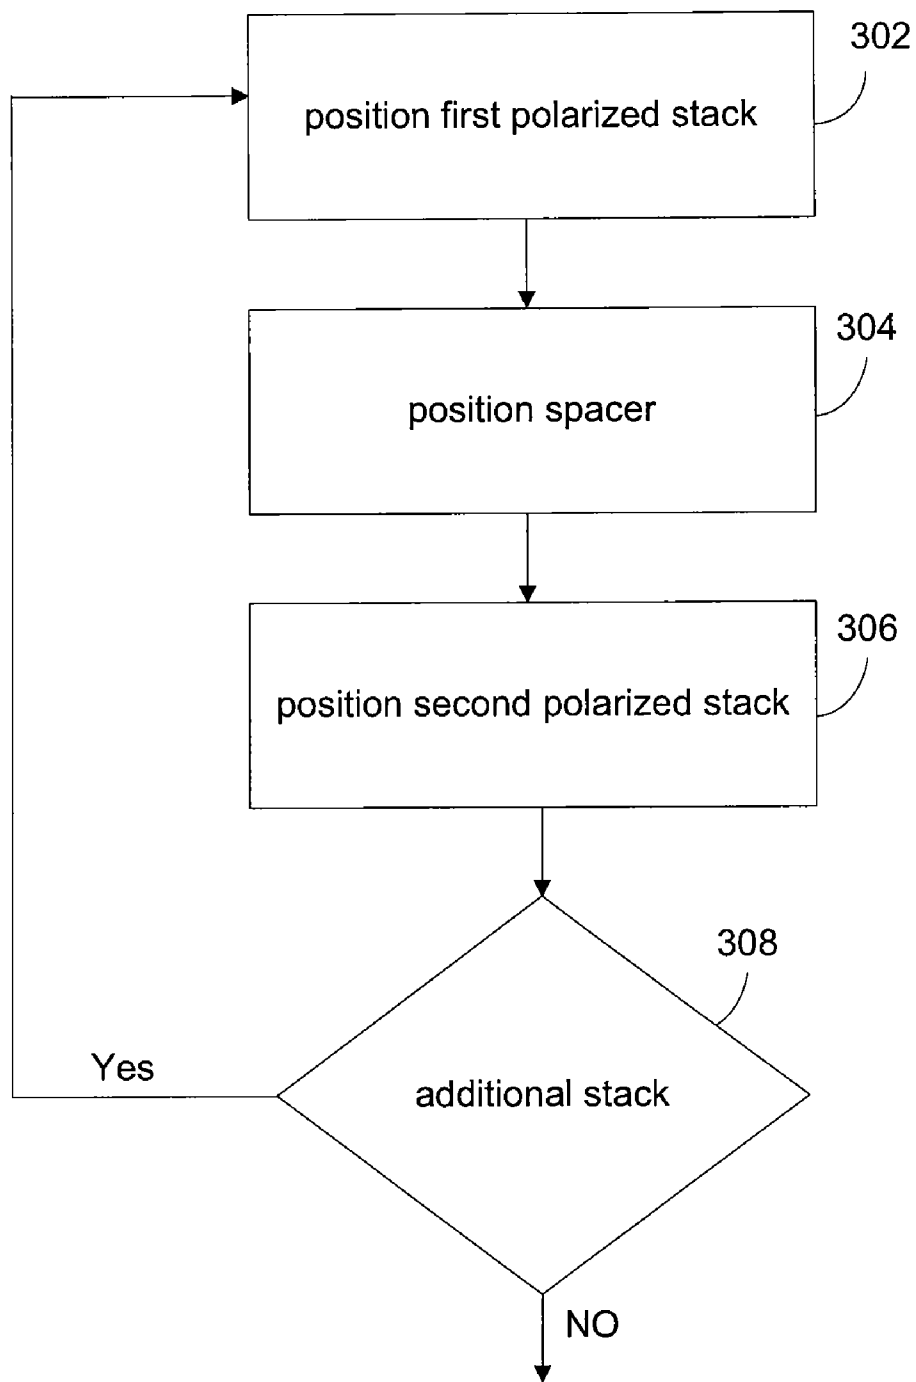 302
position first polarized stack
304
position spacer
306
position second polarized stack
308
Yes
additional stack
NO